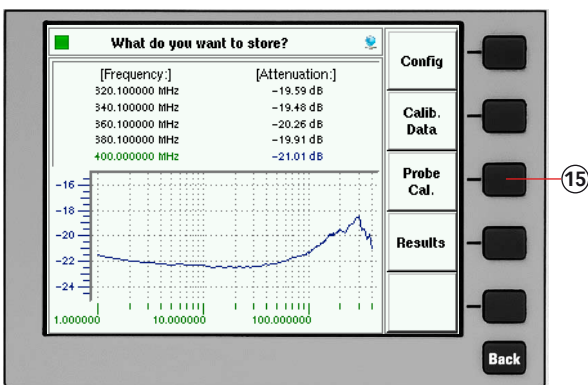 What do you want to store?
[Frequency:] [Attenuation:]
320.100000 MHz -19.59 dB
340.100000 MHz -19.48 dB
360.100000 MHz -20.26 dB
380.100000 MHz -19.91 dB
400.000000 MHz -21.01 dB
-16
-18
-20
-22
-24
1.000000 10.000000 100.000000
Config
Calib.
Data
Probe
Cal.
Results
Back
15